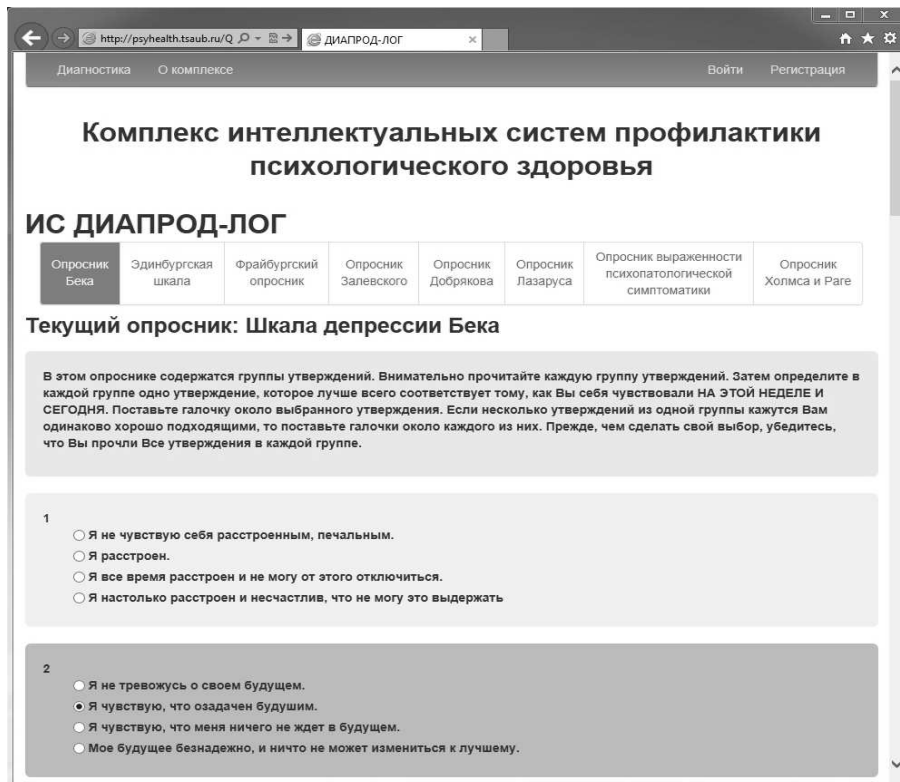 http://psyhealth.tsaub.ru/Q
ДИАПРОД-ЛОГ
Диагностика О комплексе Войти Регистрация
Комплекс интеллектуальных систем профилактики
психологического здоровья
ИС ДИАПРОД-ЛОГ
Опросник Бека
Эдинбургская шкала
Фрайбургский опросник
Опросник Залевского
Опросник Добрякова
Опросник Лазаруса
Опросник выраженности психопатологической симптоматики
Опросник Холмса и Раге
Текущий опросник: Шкала депрессии Бека
В этом опроснике содержатся группы утверждений. Внимательно прочитайте каждую группу утверждений. Затем определите в
каждой группе одно утверждение, которое лучше всего соответствует тому, как Вы себя чувствовали НА ЭТОЙ НЕДЕЛЕ И
СЕГОДНЯ. Поставьте галочку около выбранного утверждения. Если несколько утверждений из одной группы кажутся Вам
одинаково хорошо подходящими, то поставьте галочки около каждого из них. Прежде, чем сделать свой выбор, убедитесь,
что Вы прочли Все утверждения в каждой группе.
1
Я не чувствую себя расстроенным, печальным.
Я расстроен.
Я все время расстроен и не могу от этого отключиться.
Я настолько расстроен и несчастлив, что не могу это выдержать
2
Я не тревожусь о своем будущем.
Я чувствую, что озадачен будушим.
Я чувствую, что меня ничего не ждет в будущем.
Мое будущее безнадежно, и ничто не может измениться к лучшему.